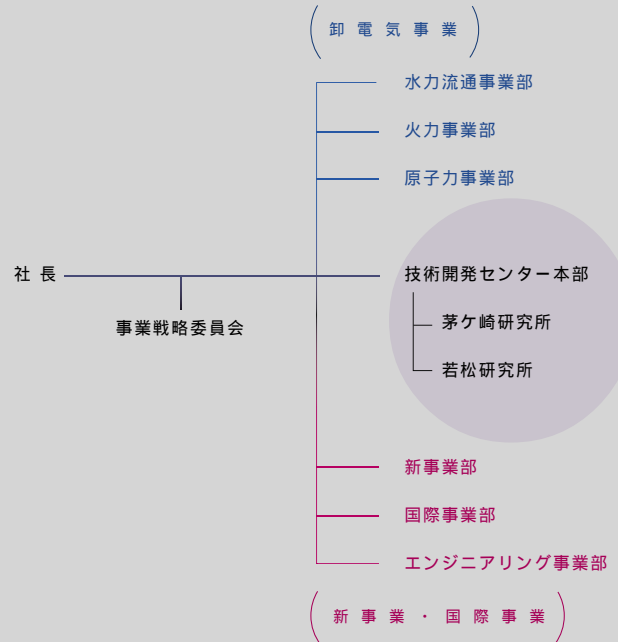 卸電気事業
水力流通事業部
火力事業部
原子力事業部
社長
技術開発センター本部
事業戦略委員会
茅ケ崎研究所
若松研究所
新事業部
国際事業部
エンジニアリング事業部
新事業・国際事業